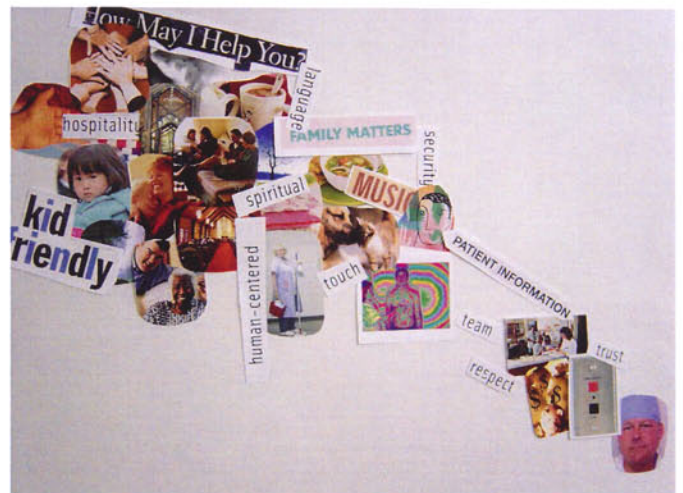 How May I Help You?
language
hospitality
FAMILY MATTERS
security
spiritual
MUSIC
kid
friendly
human-centered
touch
PATIENT INFORMATION
team
trust
respect